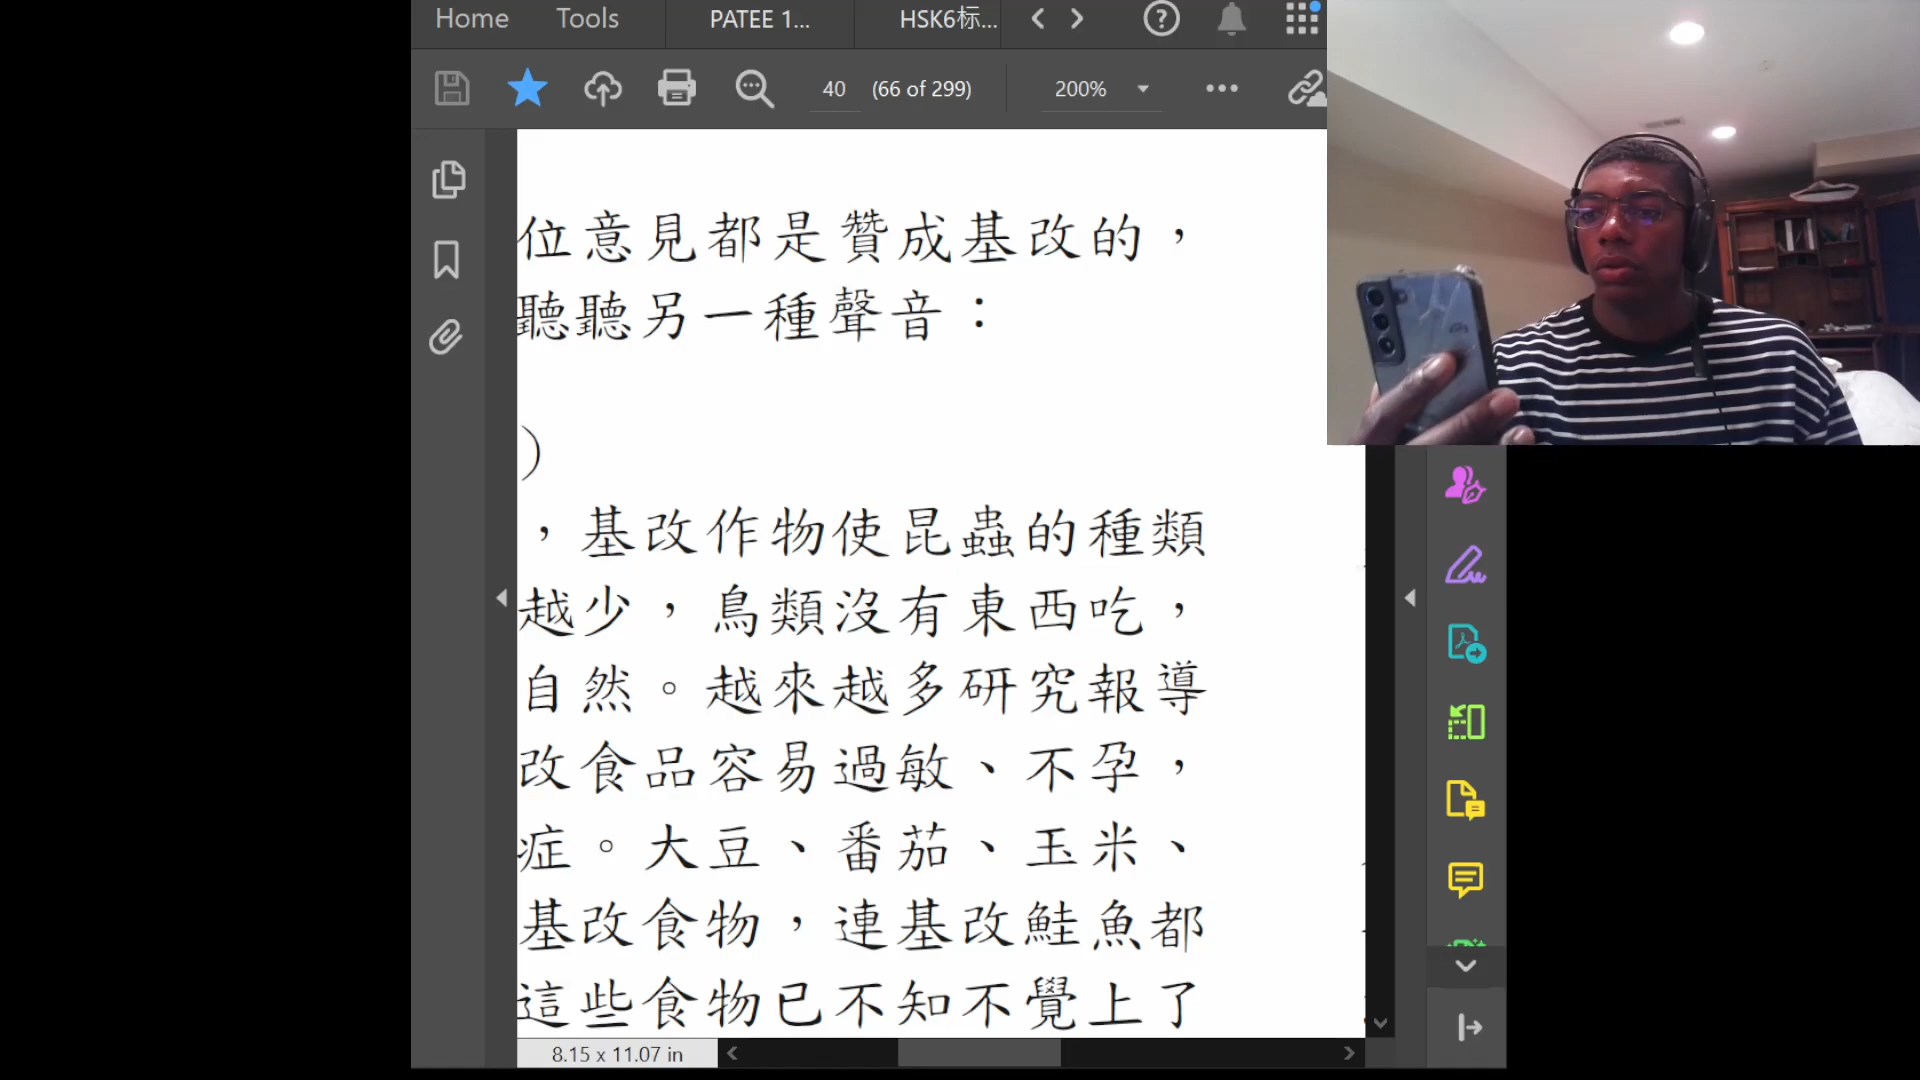 Home Tools PATEE 1... HSK6标...
40 (66 of 299) 200%
位意見都是贊成基改的，
聽聽另一種聲音：
）
，基改作物使昆蟲的種類
越少，鳥類沒有東西吃，
自然。越來越多研究報導
改食品容易過敏、不孕，
症。大豆、番茄、玉米、
基改食物，連基改鮭魚都
這些食物已不知不覺上了
8.15 x 11.07 in